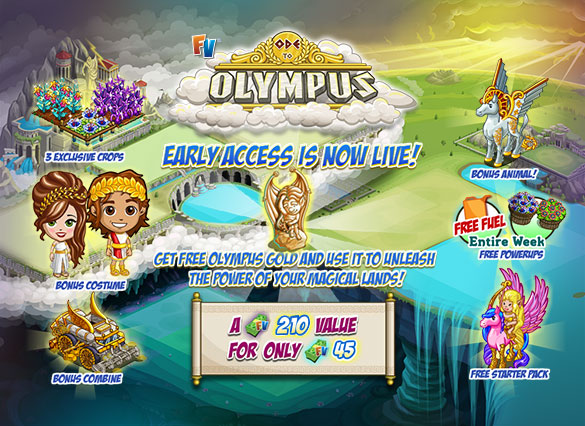 FV
ODE
TO
OLYMPUS
EARLY ACCESS IS NOW LIVE!
3 EXCLUSIVE CROPS
BONUS ANIMAL!
FREE FUEL
Entire Week
FREE POWERUPS
GET FREE OLYMPUS GOLD AND USE IT TO UNLEASH
THE POWER OF YOUR MAGICAL LANDS!
BONUS COSTUME
A FV 210 VALUE
FOR ONLY FV 45
BONUS COMBINE
FREE STARTER PACK